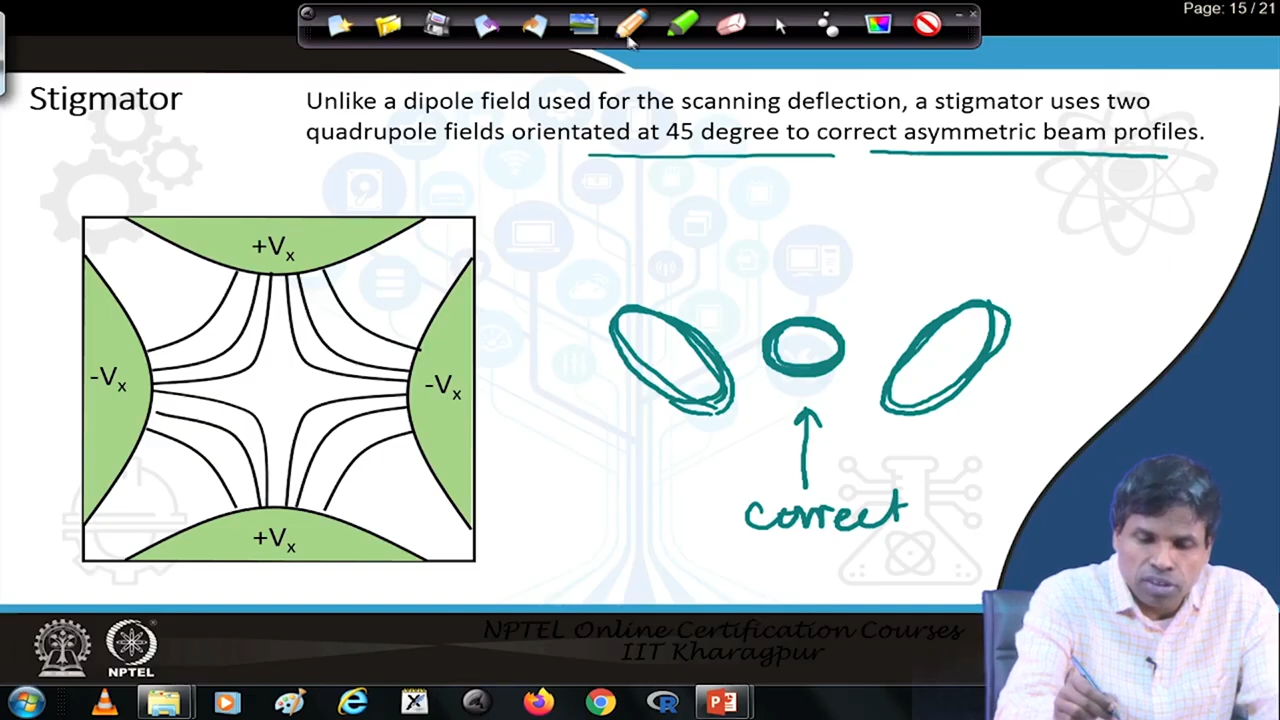 Page: 15 / 21
Stigmator
Unlike a dipole field used for the scanning deflection, a stigmator uses two
quadrupole fields orientated at 45 degree to correct asymmetric beam profiles.
+Vx
-Vx
-Vx
+Vx
correct
NPTEL Online Certification Courses
IIT Kharagpur
NPTEL